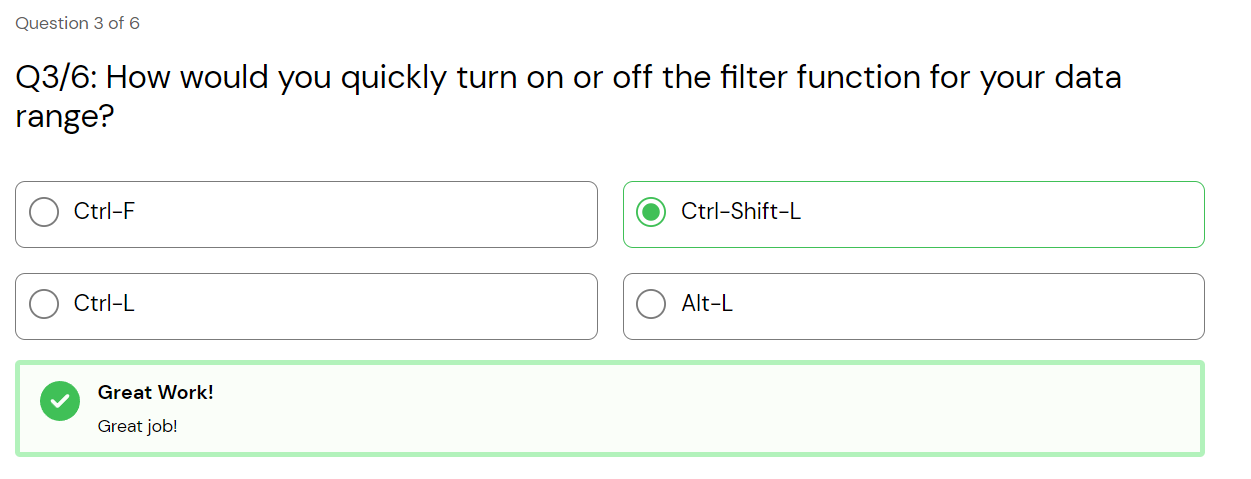 Question 3 of 6
Q3/6: How would you quickly turn on or off the filter function for your data
range?
Ctrl-F
Ctrl-Shift-L
Ctrl-L
Alt-L
Great Work!
Great job!